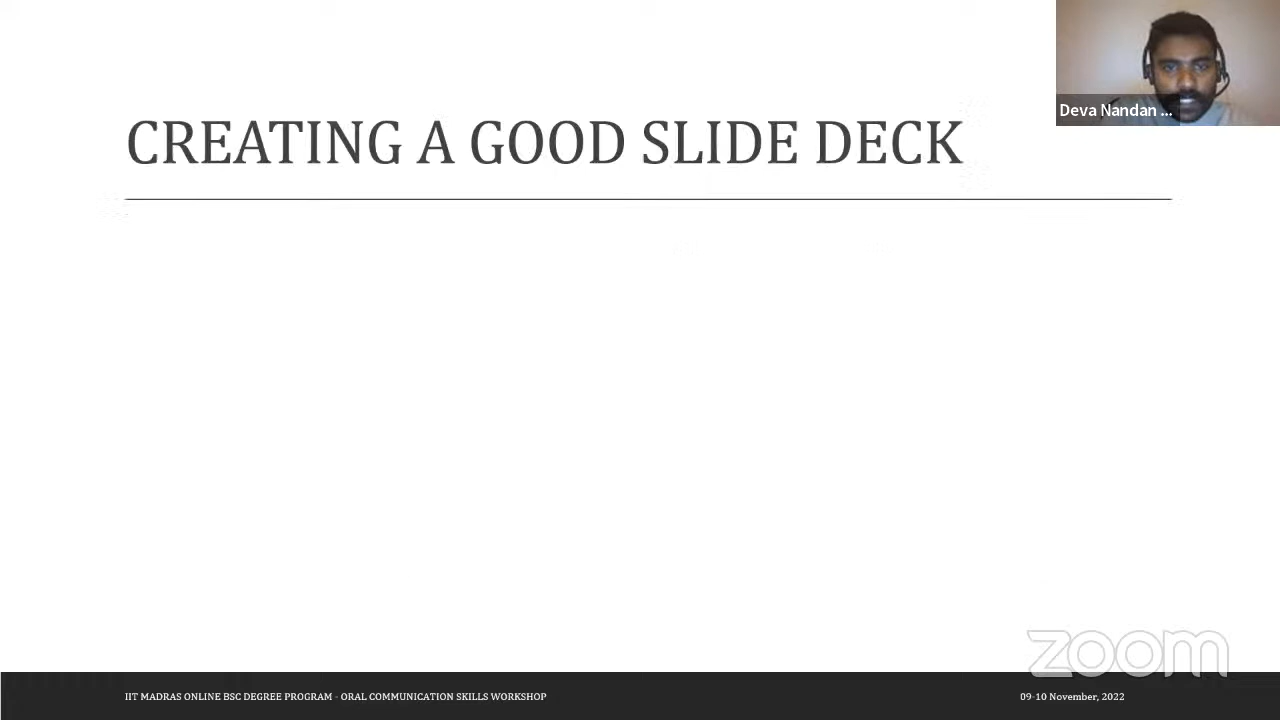 Deva Nandan ...
CREATING A GOOD SLIDE DECK
zoom
IIT MADRAS ONLINE BSC DEGREE PROGRAM - ORAL COMMUNICATION SKILLS WORKSHOP
09-10 November, 2022